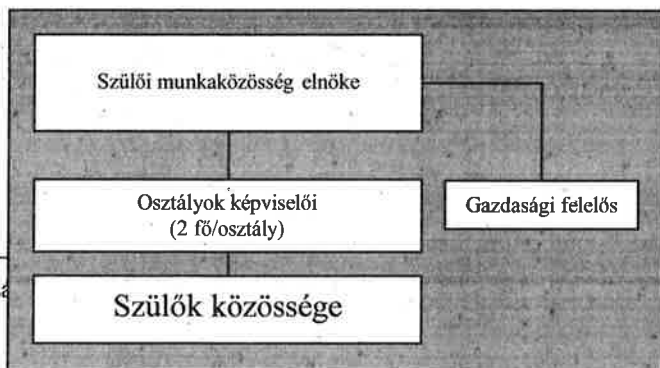 Szülői munkaközösség elnöke
Osztályok képviselői
(2 fő/osztály)
Gazdasági felelős
Szülők közössége